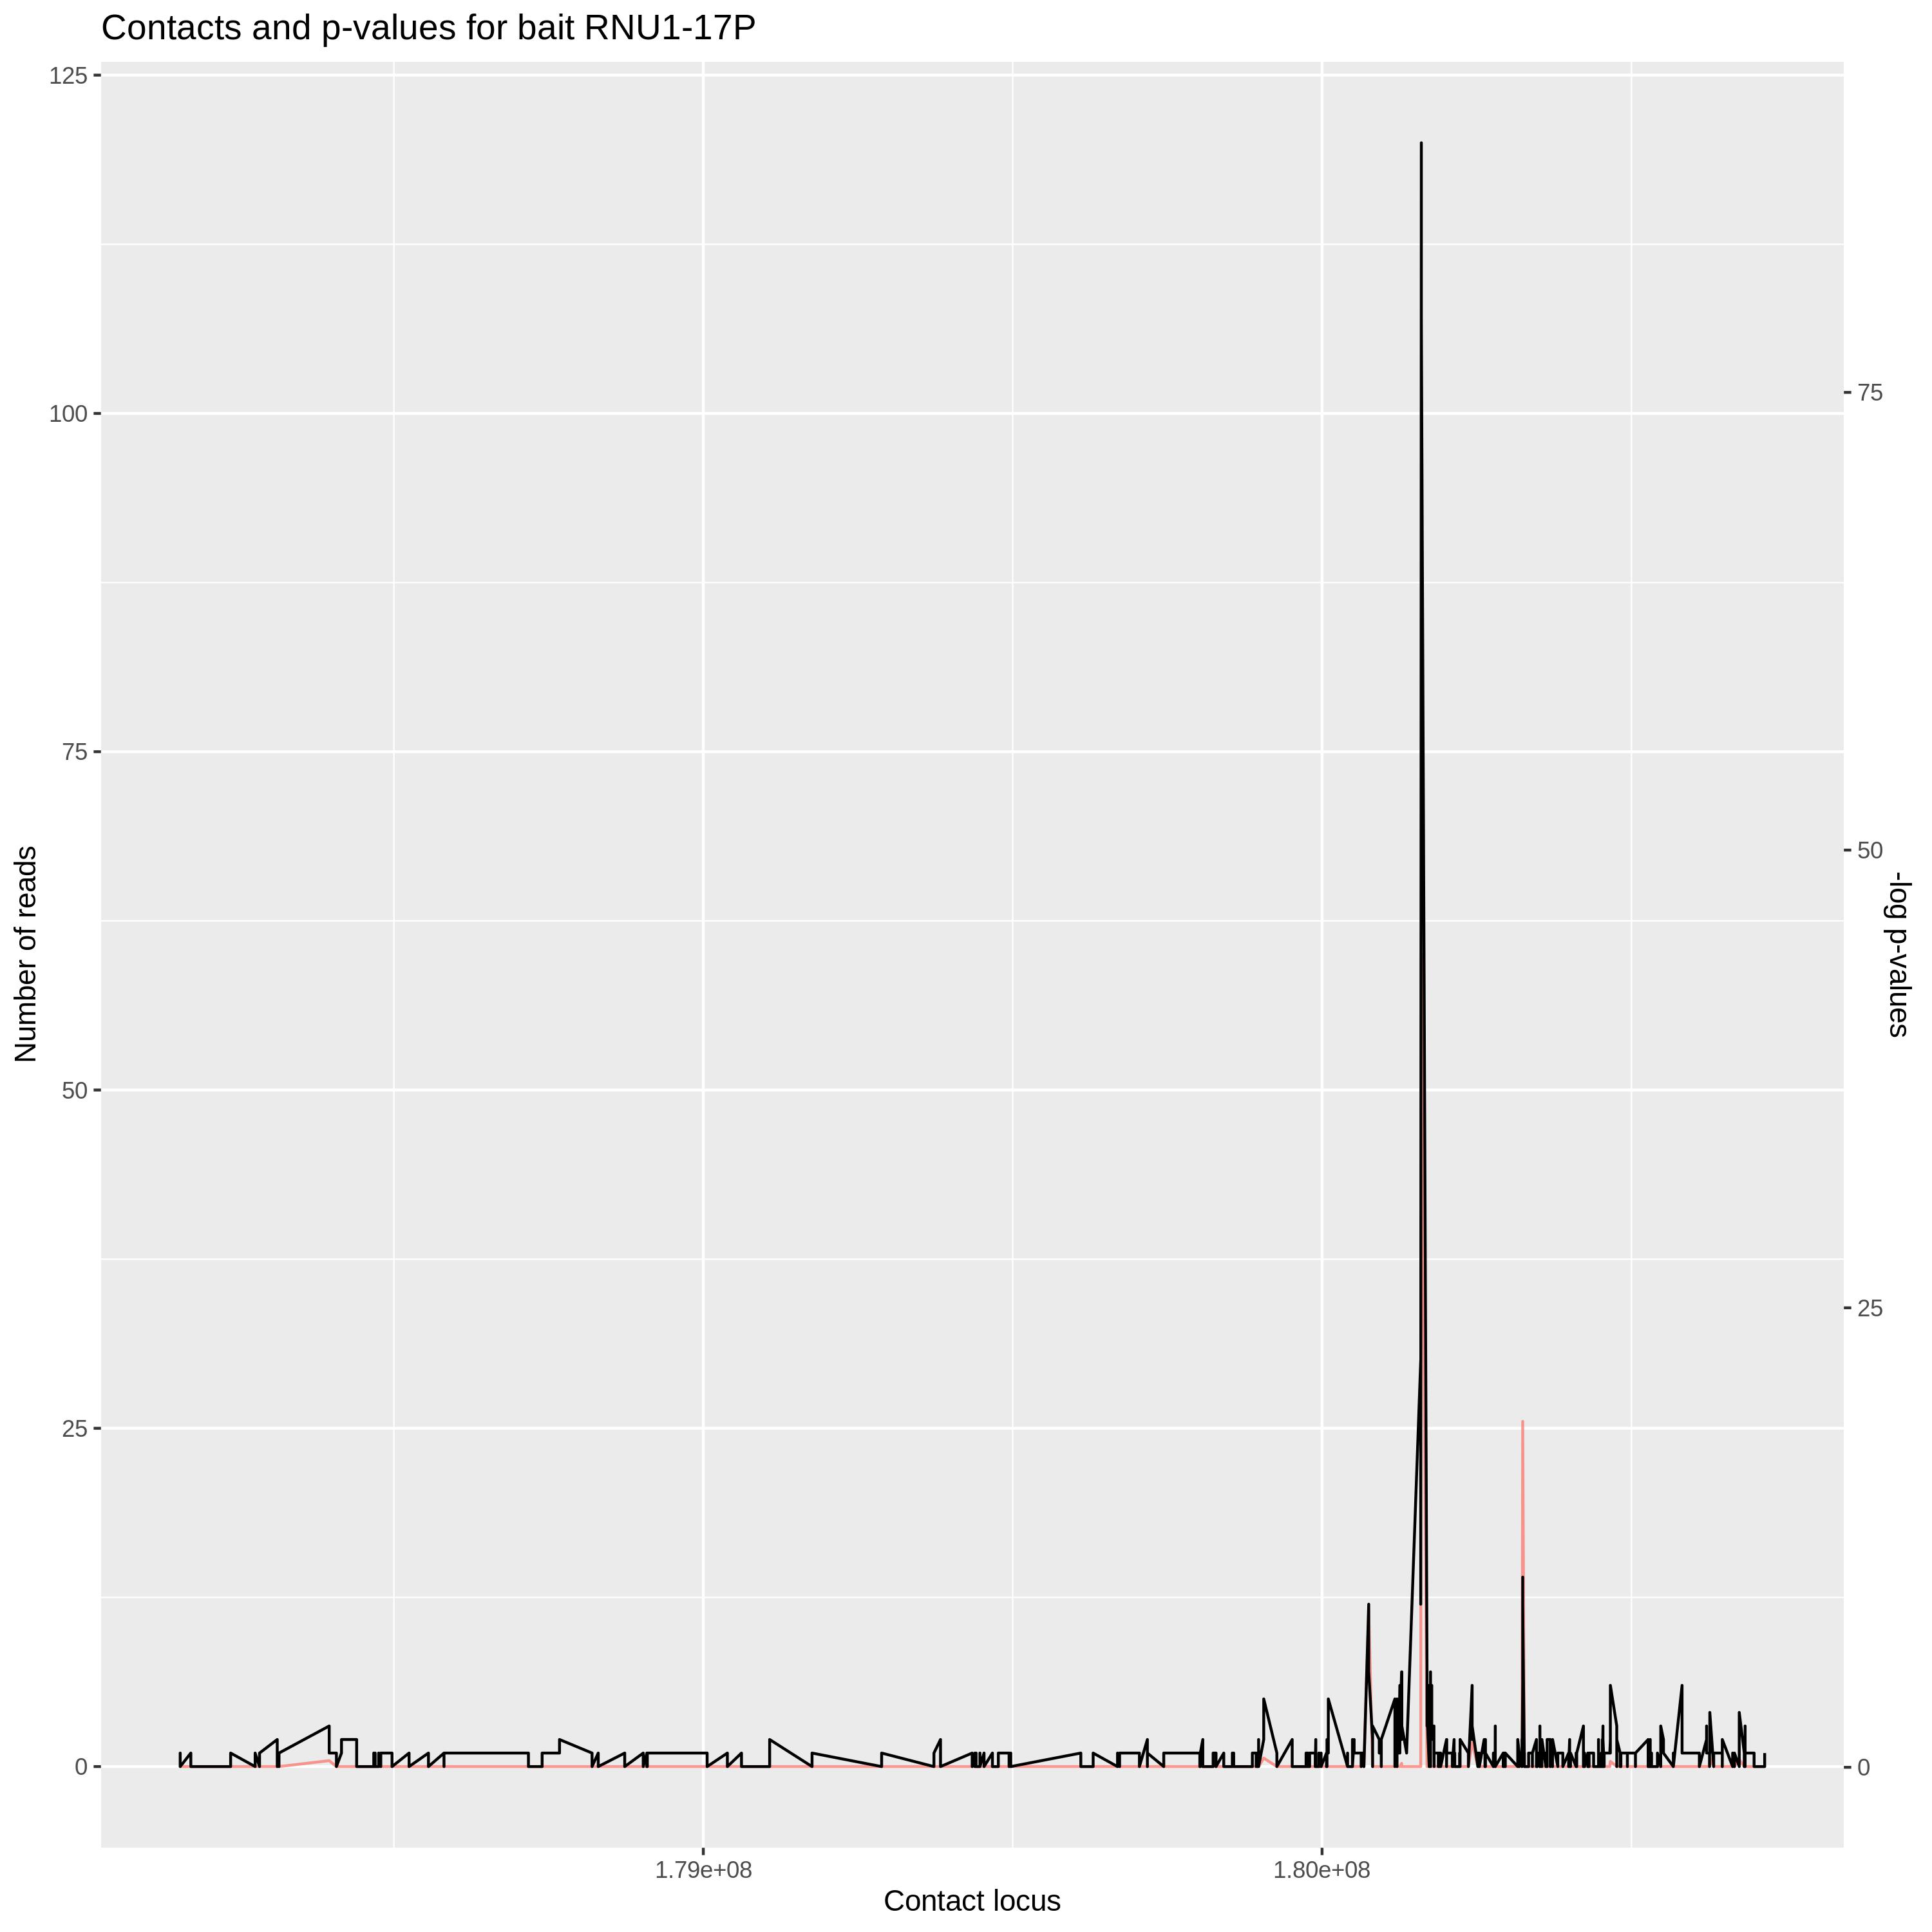 Contacts and p-values for bait RNU1-17P
125
100
75
50
25
0
Number of reads
75
50
25
0
-log p-values
1.79e+08
1.80e+08
Contact locus